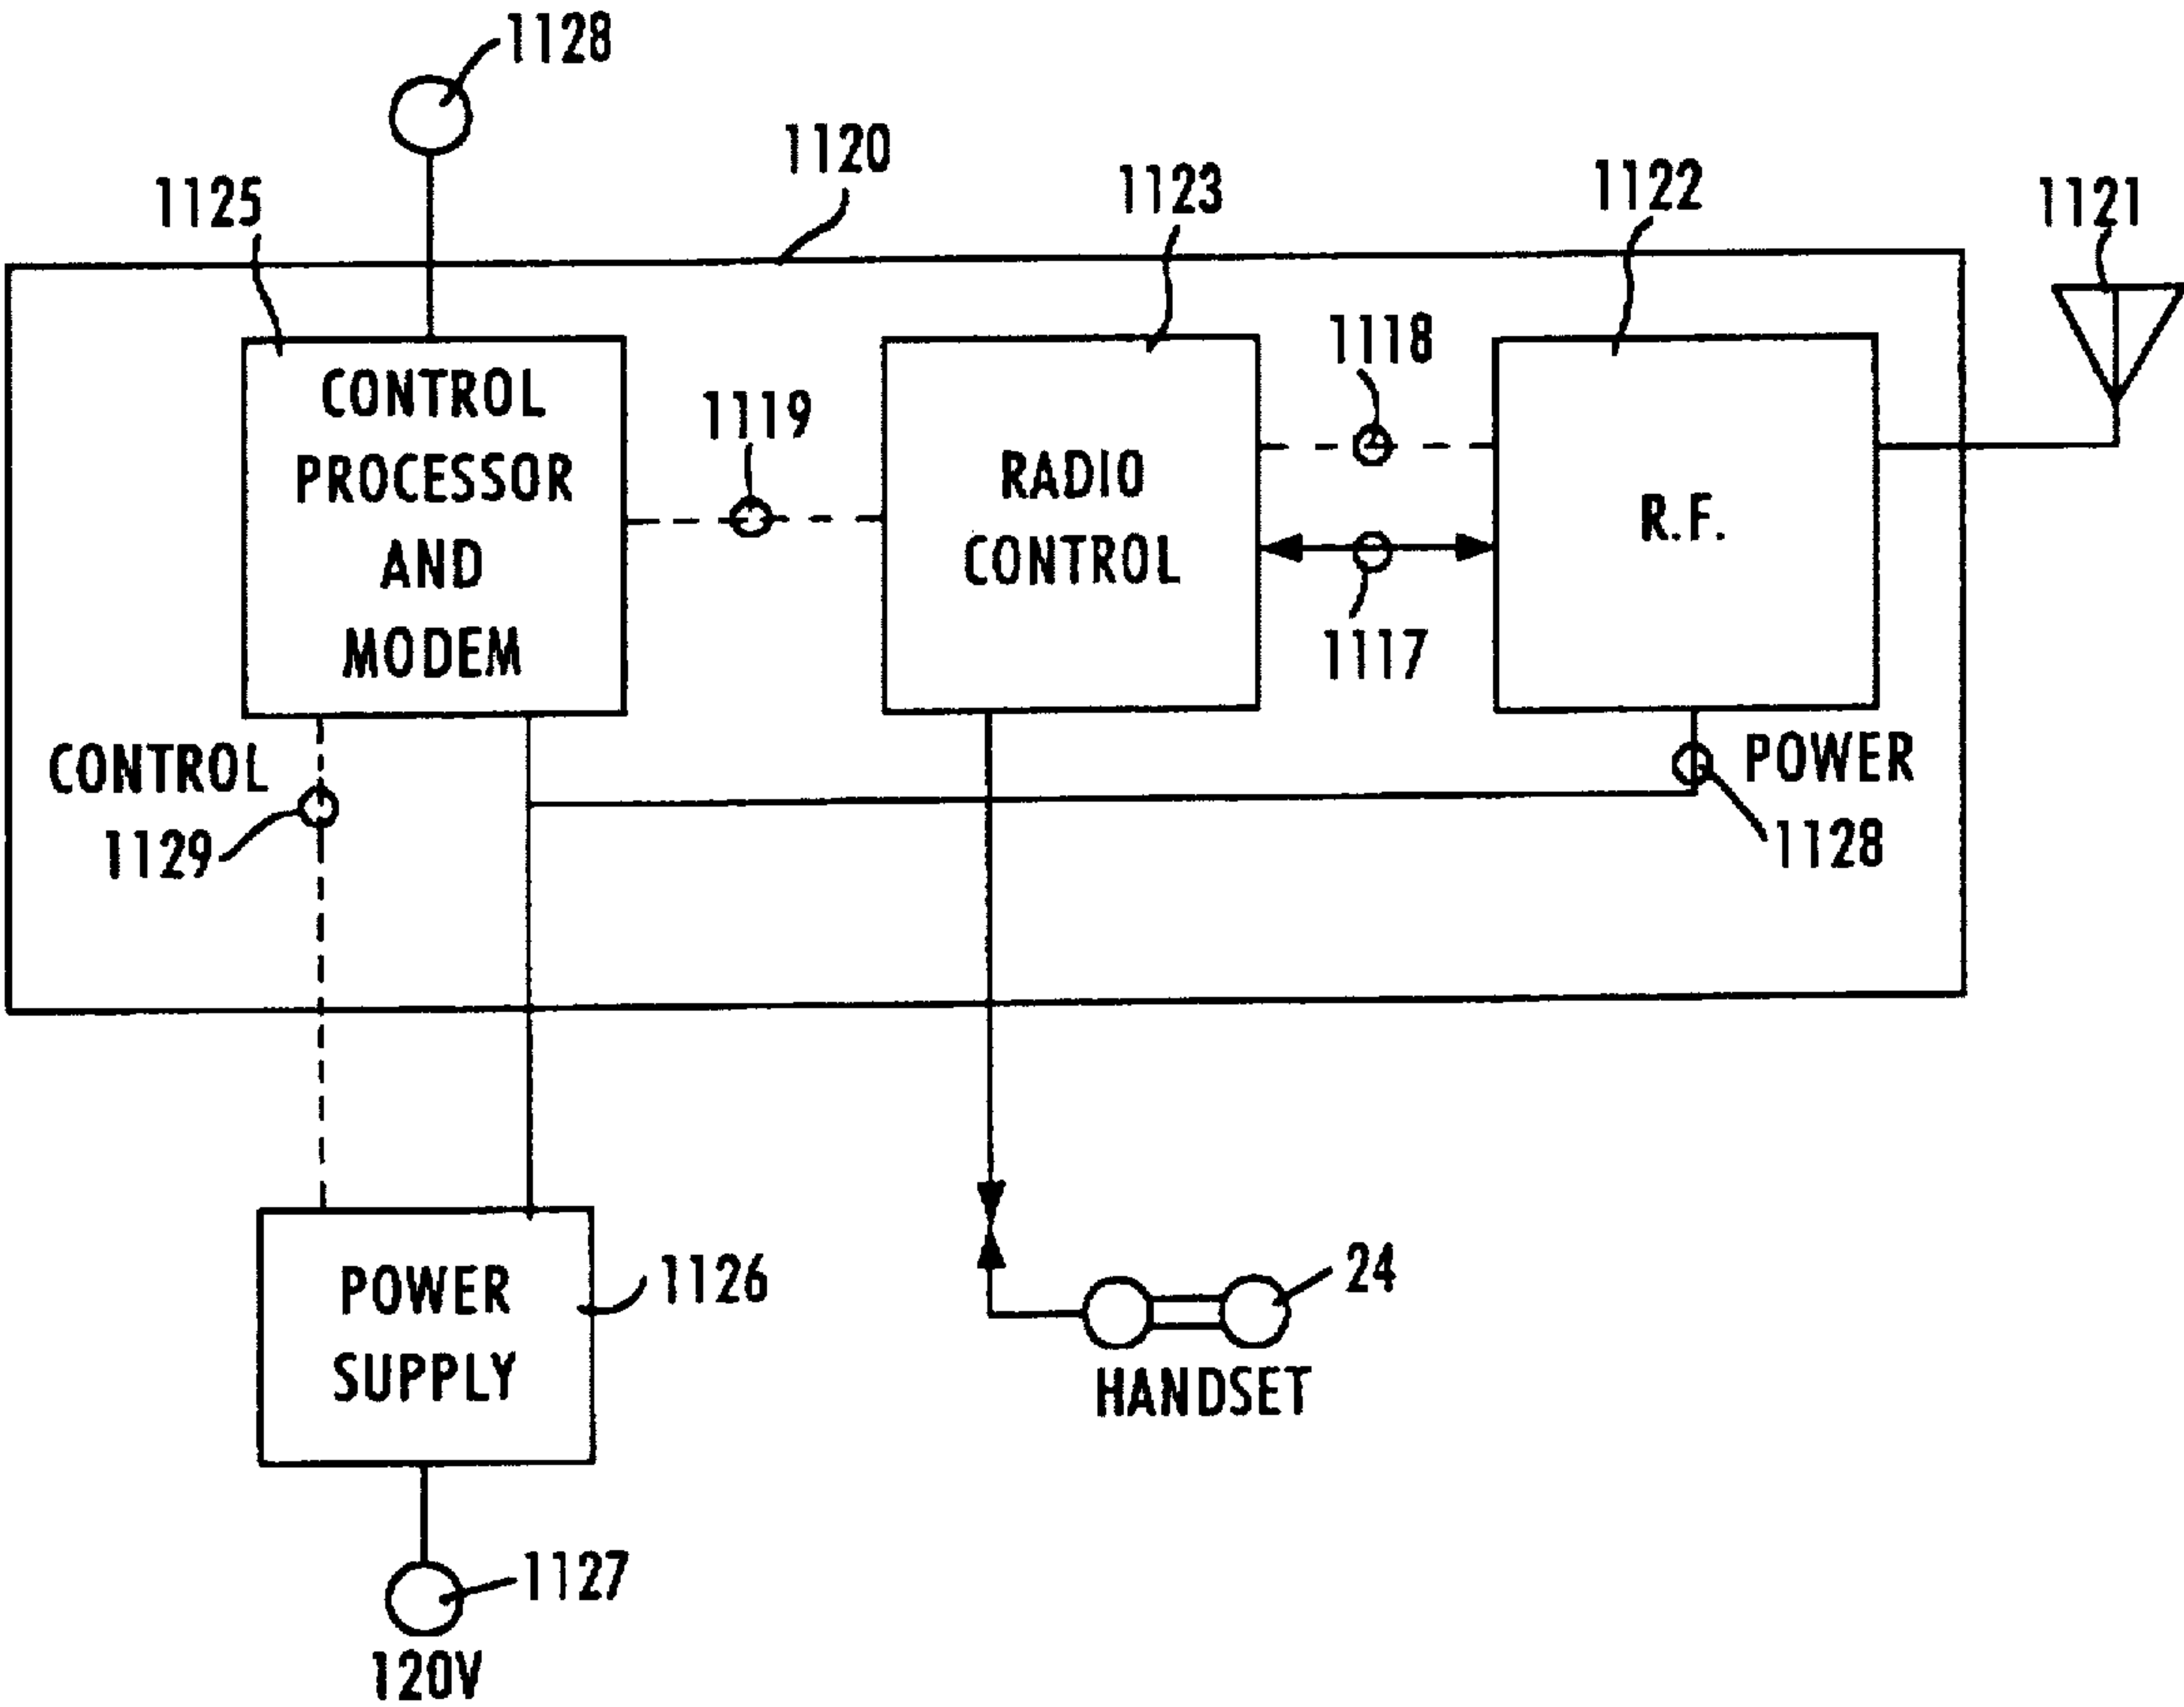 1128
1120
1125
1123
1122
1121
CONTROL
PROCESSOR
AND
MODEM
1119
RADIO
CONTROL
1118
1117
R.F.
CONTROL
1129
POWER
1128
POWER
SUPPLY
1126
24
HANDSET
1127
120V